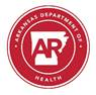 • ARKANSAS DEPARTMENT OF •
AR
HEALTH